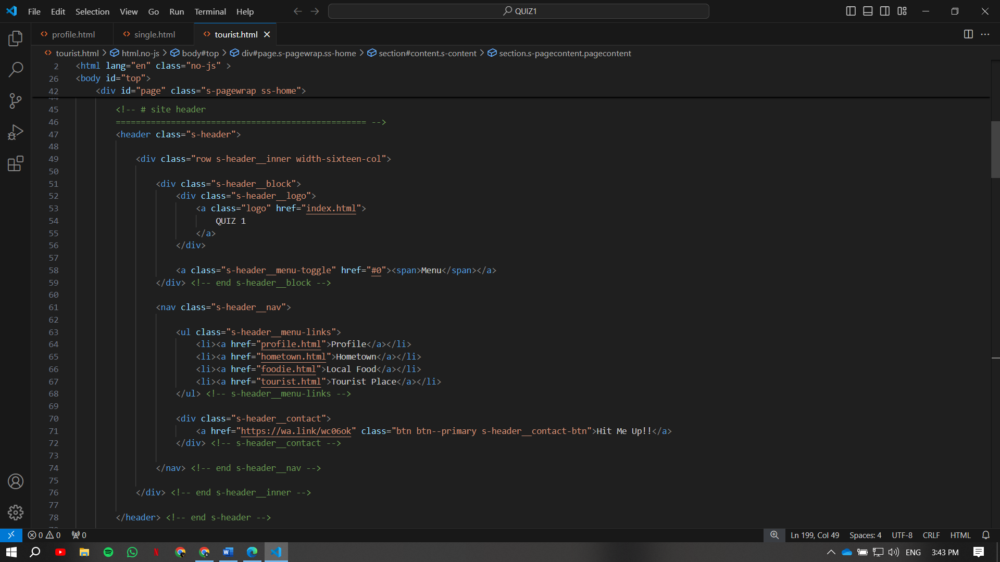 File Edit Selection View Go Run Terminal Help QUIZ1
profile.html single.html tourist.html
tourist.html > html.no-js > body#top > div#page.s-pagewrap.ss-home > section#content.s-content > section.s-pagecontent.pagecontent
2 <html lang="en" class="no-js" >
26 <body id="top">
42 <div id="page" class="s-pagewrap ss-home">
45 <!-- # site header
46 ================================================== -->
47 <header class="s-header">
48
49 <div class="row s-header__inner width-sixteen-col">
50
51 <div class="s-header__block">
52 <div class="s-header__logo">
53 <a class="logo" href="index.html">
54 QUIZ 1
55 </a>
56 </div>
57
58 <a class="s-header__menu-toggle" href="#0"><span>Menu</span></a>
59 </div> <!-- end s-header__block -->
60
61 <nav class="s-header__nav">
62
63 <ul class="s-header__menu-links">
64 <li><a href="profile.html">Profile</a></li>
65 <li><a href="hometown.html">Hometown</a></li>
66 <li><a href="foodie.html">Local Food</a></li>
67 <li><a href="tourist.html">Tourist Place</a></li>
68 </ul> <!-- s-header__menu-links -->
69
70 <div class="s-header__contact">
71 <a href="https://wa.link/wc06ok" class="btn btn--primary s-header__contact-btn">Hit Me Up!!</a>
72 </div> <!-- s-header__contact -->
73
74 </nav> <!-- end s-header__nav -->
75
76 </div> <!-- end s-header__inner -->
77
78 </header> <!-- end s-header -->
0 0 0 Ln 199, Col 49 Spaces: 4 UTF-8 CRLF HTML
ENG 3:43 PM